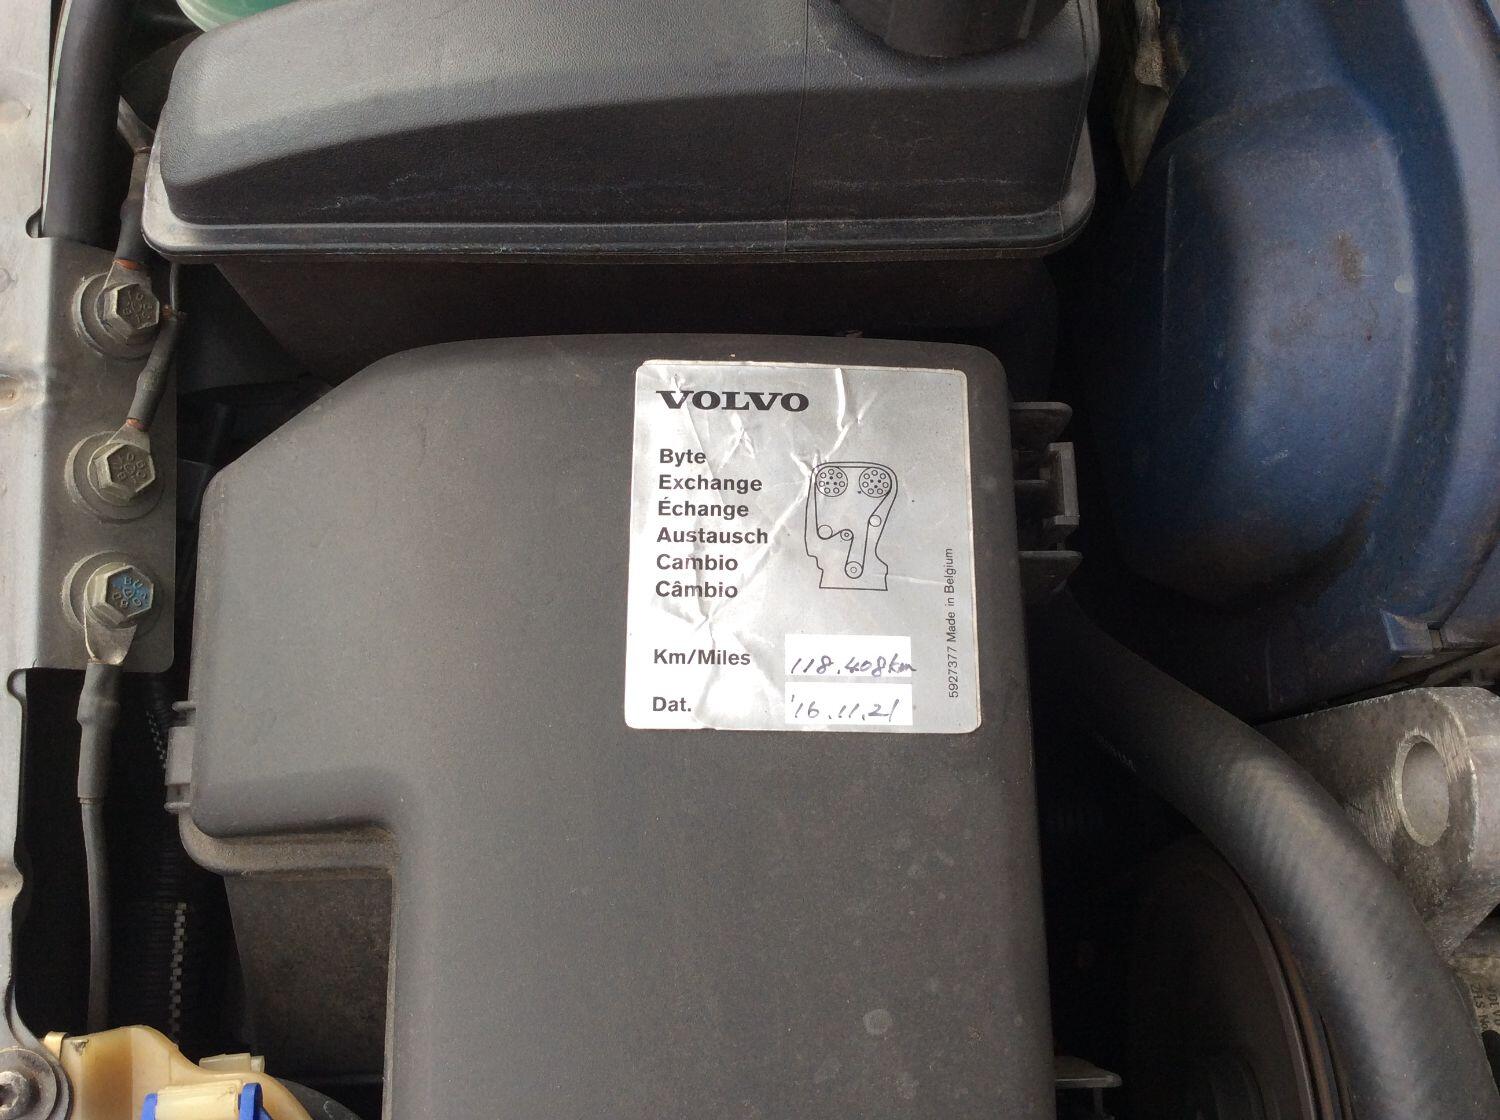 VOLVO
Byte
Exchange
Échange
Austausch
Cambio
Câmbio
Km/Miles 118.408km
Dat. '16.11.21
5927377 Made in Belgium